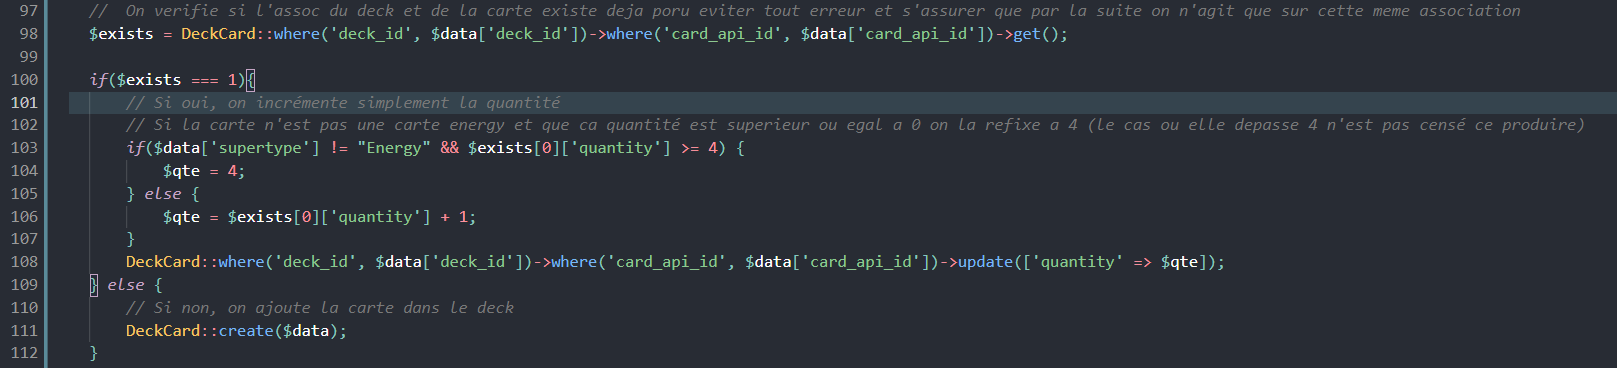 97 // On verifie si l'assoc du deck et de la carte existe deja poru eviter tout erreur et s'assurer que par la suite on n'agit que sur cette meme association
98 $exists = DeckCard::where('deck_id', $data['deck_id'])->where('card_api_id', $data['card_api_id'])->get();
99
100 if($exists === 1){
101 // Si oui, on incrémente simplement la quantité
102 // Si la carte n'est pas une carte energy et que ca quantité est superieur ou egal a 0 on la refixe a 4 (le cas ou elle depasse 4 n'est pas censé ce produire)
103 if($data['supertype'] != "Energy" && $exists[0]['quantity'] >= 4) {
104 $qte = 4;
105 } else {
106 $qte = $exists[0]['quantity'] + 1;
107 }
108 DeckCard::where('deck_id', $data['deck_id'])->where('card_api_id', $data['card_api_id'])->update(['quantity' => $qte]);
109 } else {
110 // Si non, on ajoute la carte dans le deck
111 DeckCard::create($data);
112 }